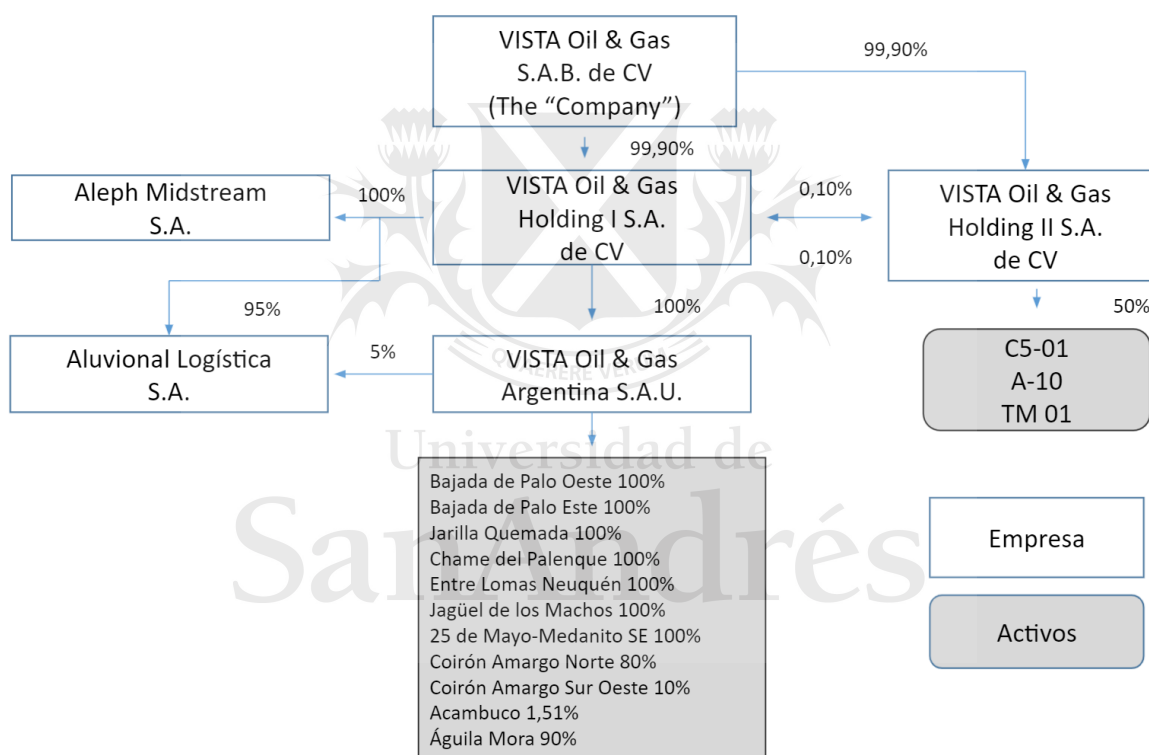 VISTA Oil & Gas
S.A.B. de CV
(The “Company”)
99,90%
99,90%
Aleph Midstream
S.A.
100%
VISTA Oil & Gas
Holding I S.A.
de CV
0,10%
0,10%
VISTA Oil & Gas
Holding II S.A.
de CV
95%
100%
50%
Aluvional Logística
S.A.
5%
VISTA Oil & Gas
Argentina S.A.U.
C5-01
A-10
TM 01
QUAERERE VERUM
Universidad de
SanAndrés
Bajada de Palo Oeste 100%
Bajada de Palo Este 100%
Jarilla Quemada 100%
Chame del Palenque 100%
Entre Lomas Neuquén 100%
Jagüel de los Machos 100%
25 de Mayo-Medanito SE 100%
Coirón Amargo Norte 80%
Coirón Amargo Sur Oeste 10%
Acambuco 1,51%
Águila Mora 90%
Empresa
Activos